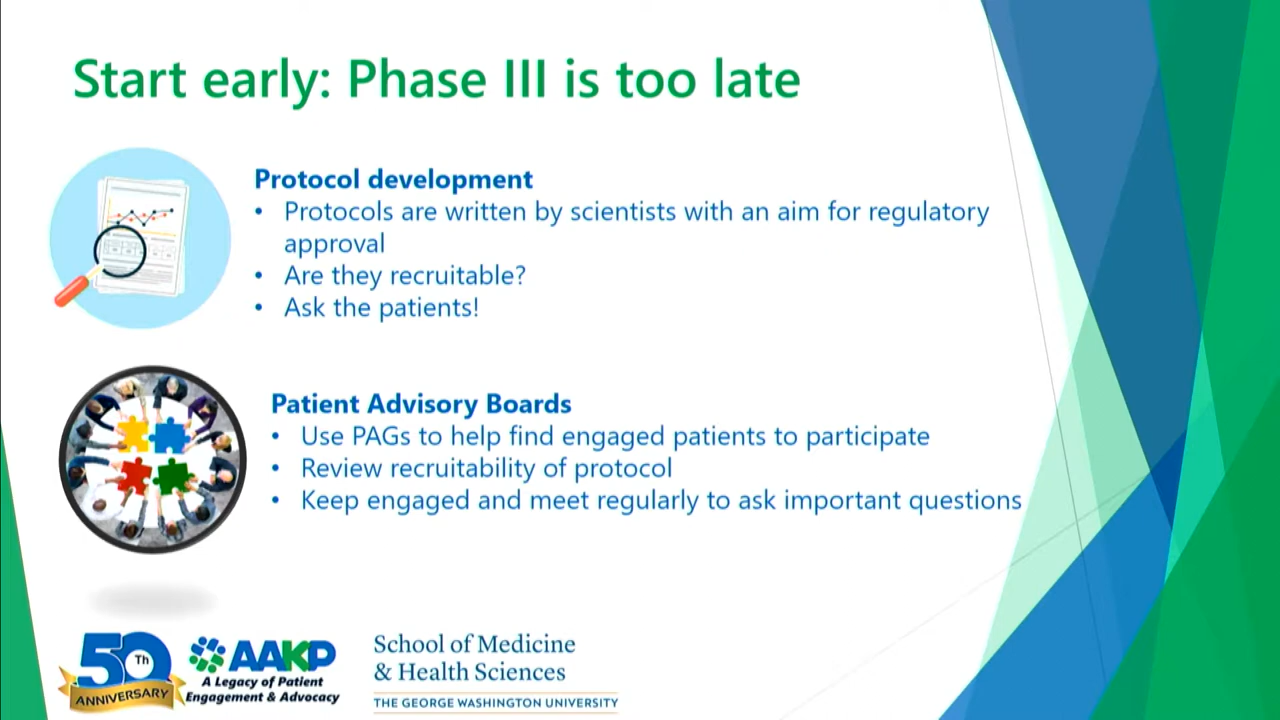 Start early: Phase III is too late
Protocol development
• Protocols are written by scientists with an aim for regulatory
approval
• Are they recruitable?
• Ask the patients!
Patient Advisory Boards
• Use PAGs to help find engaged patients to participate
• Review recruitability of protocol
• Keep engaged and meet regularly to ask important questions
50Th
ANNIVERSARY
AAKP
A Legacy of Patient
Engagement & Advocacy
School of Medicine
& Health Sciences
THE GEORGE WASHINGTON UNIVERSITY